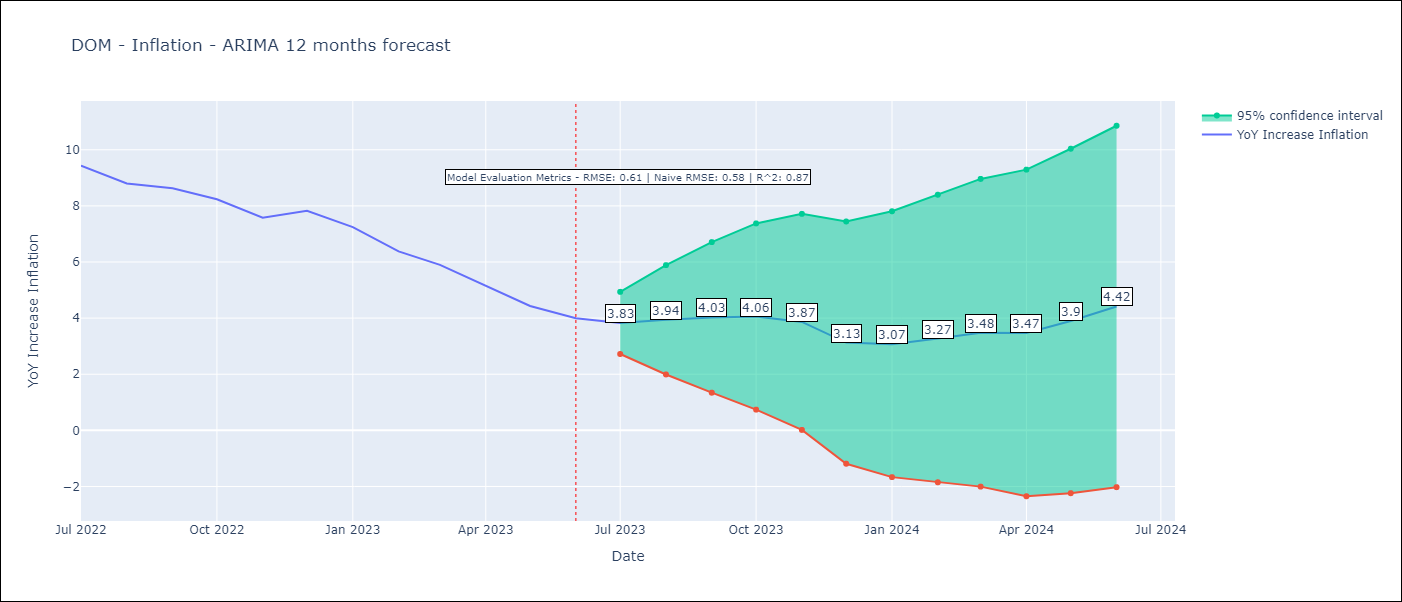 DOM - Inflation - ARIMA 12 months forecast
95% confidence interval
YoY Increase Inflation
Model Evaluation Metrics - RMSE: 0.61 | Naive RMSE: 0.58 | R^2: 0.87
YoY Increase Inflation
10
8
6
4
2
0
−2
3.83
3.94
4.03
4.06
3.87
3.13
3.07
3.27
3.48
3.47
3.9
4.42
Jul 2022
Oct 2022
Jan 2023
Apr 2023
Jul 2023
Oct 2023
Jan 2024
Apr 2024
Jul 2024
Date